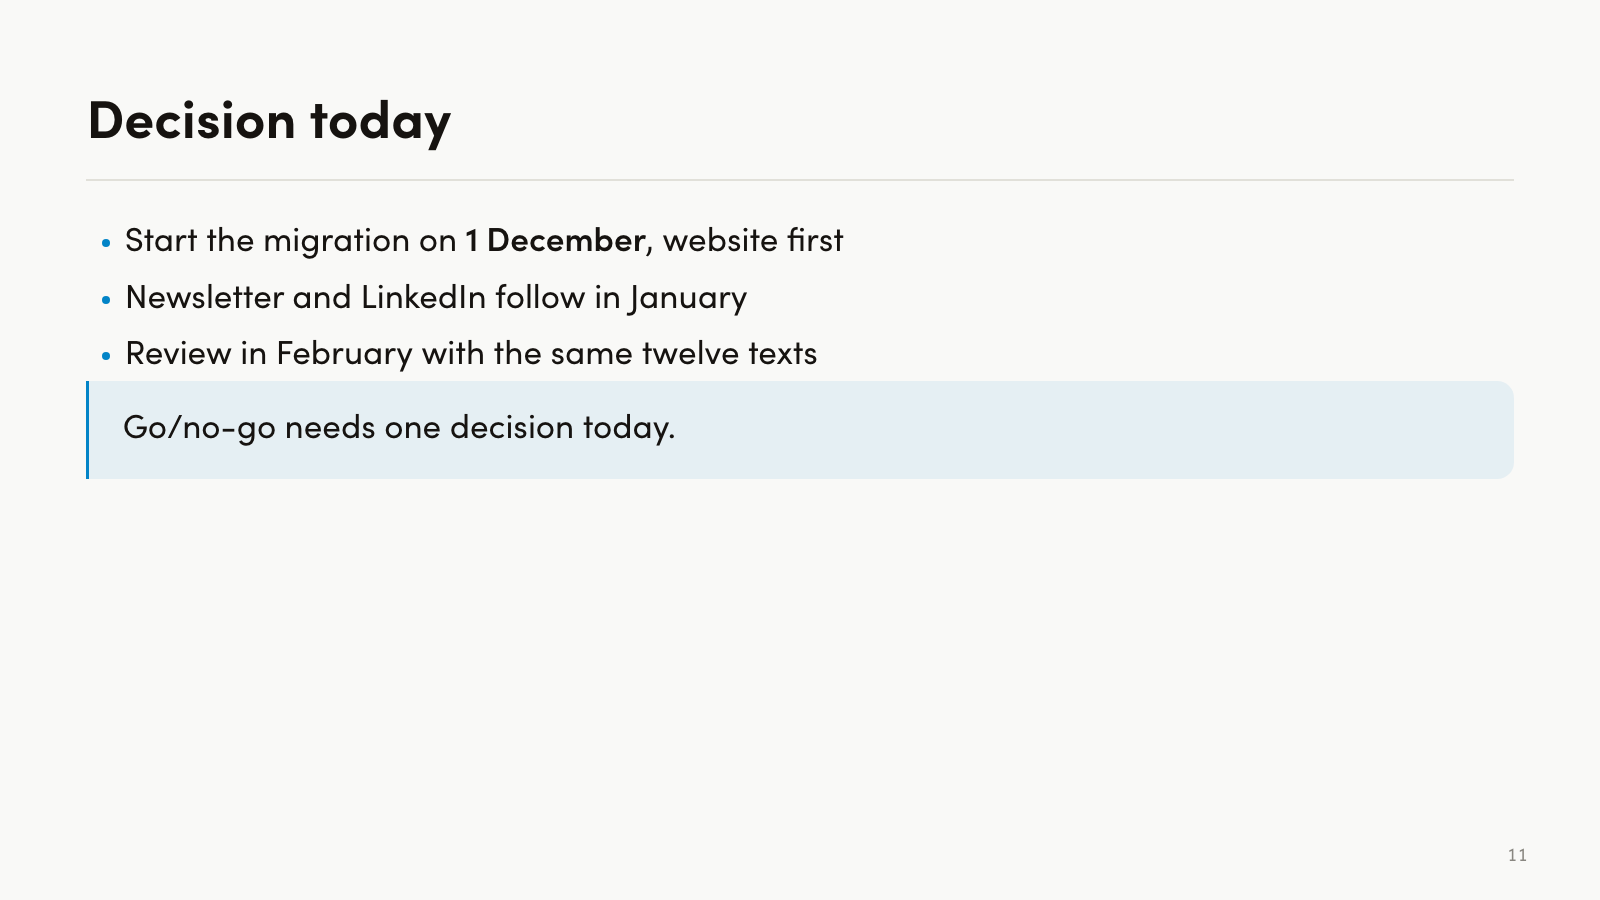 Decision today
• Start the migration on 1 December, website first
• Newsletter and LinkedIn follow in January
• Review in February with the same twelve texts
Go/no-go needs one decision today.
11